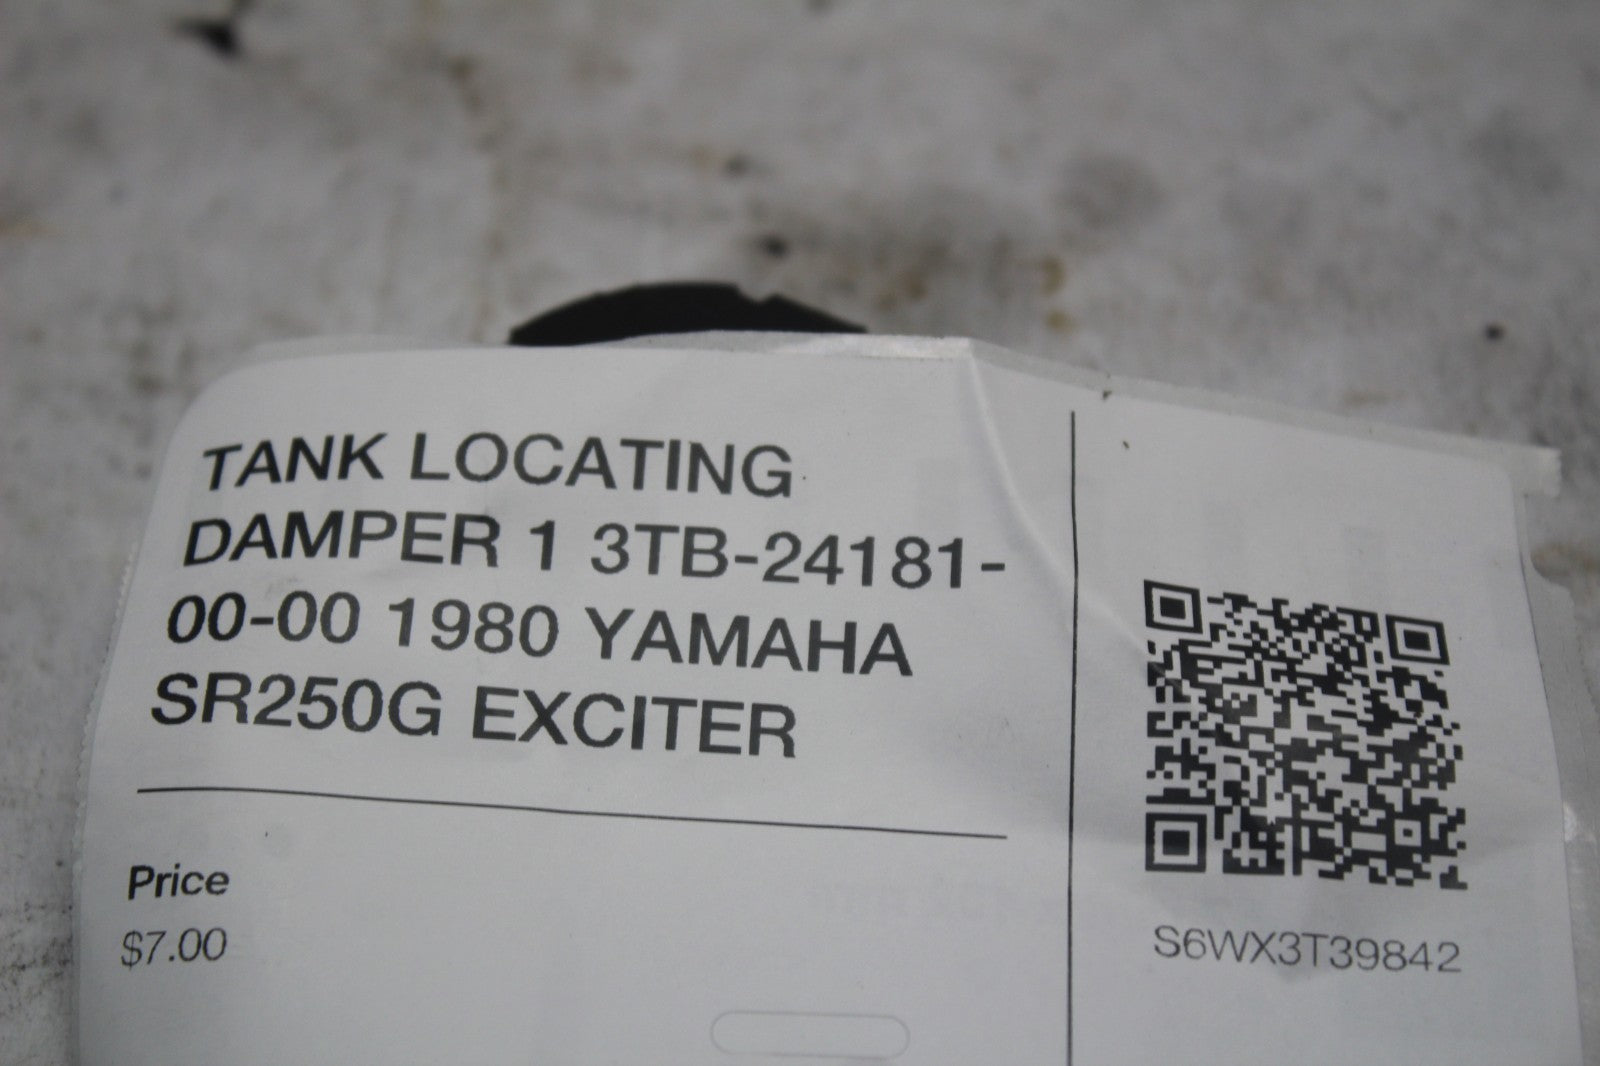 TANK LOCATING
DAMPER 1 3TB-24181-
00-00 1980 YAMAHA
SR250G EXCITER
Price
$7.00
S6WX3T39842